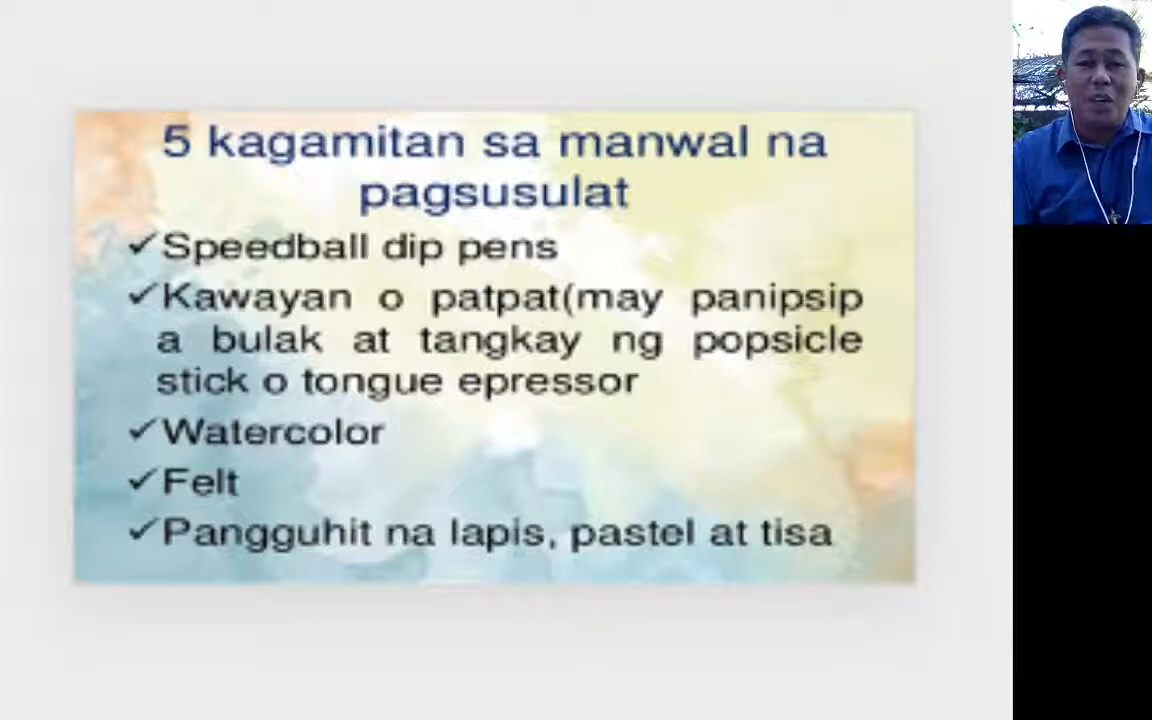 5 kagamitan sa manwal na
pagsusulat
✓Speedball dip pens
✓Kawayan o patpat(may panipsip
a bulak at tangkay ng popsicle
stick o tongue epressor
✓Watercolor
✓Felt
✓Pangguhit na lapis, pastel at tisa